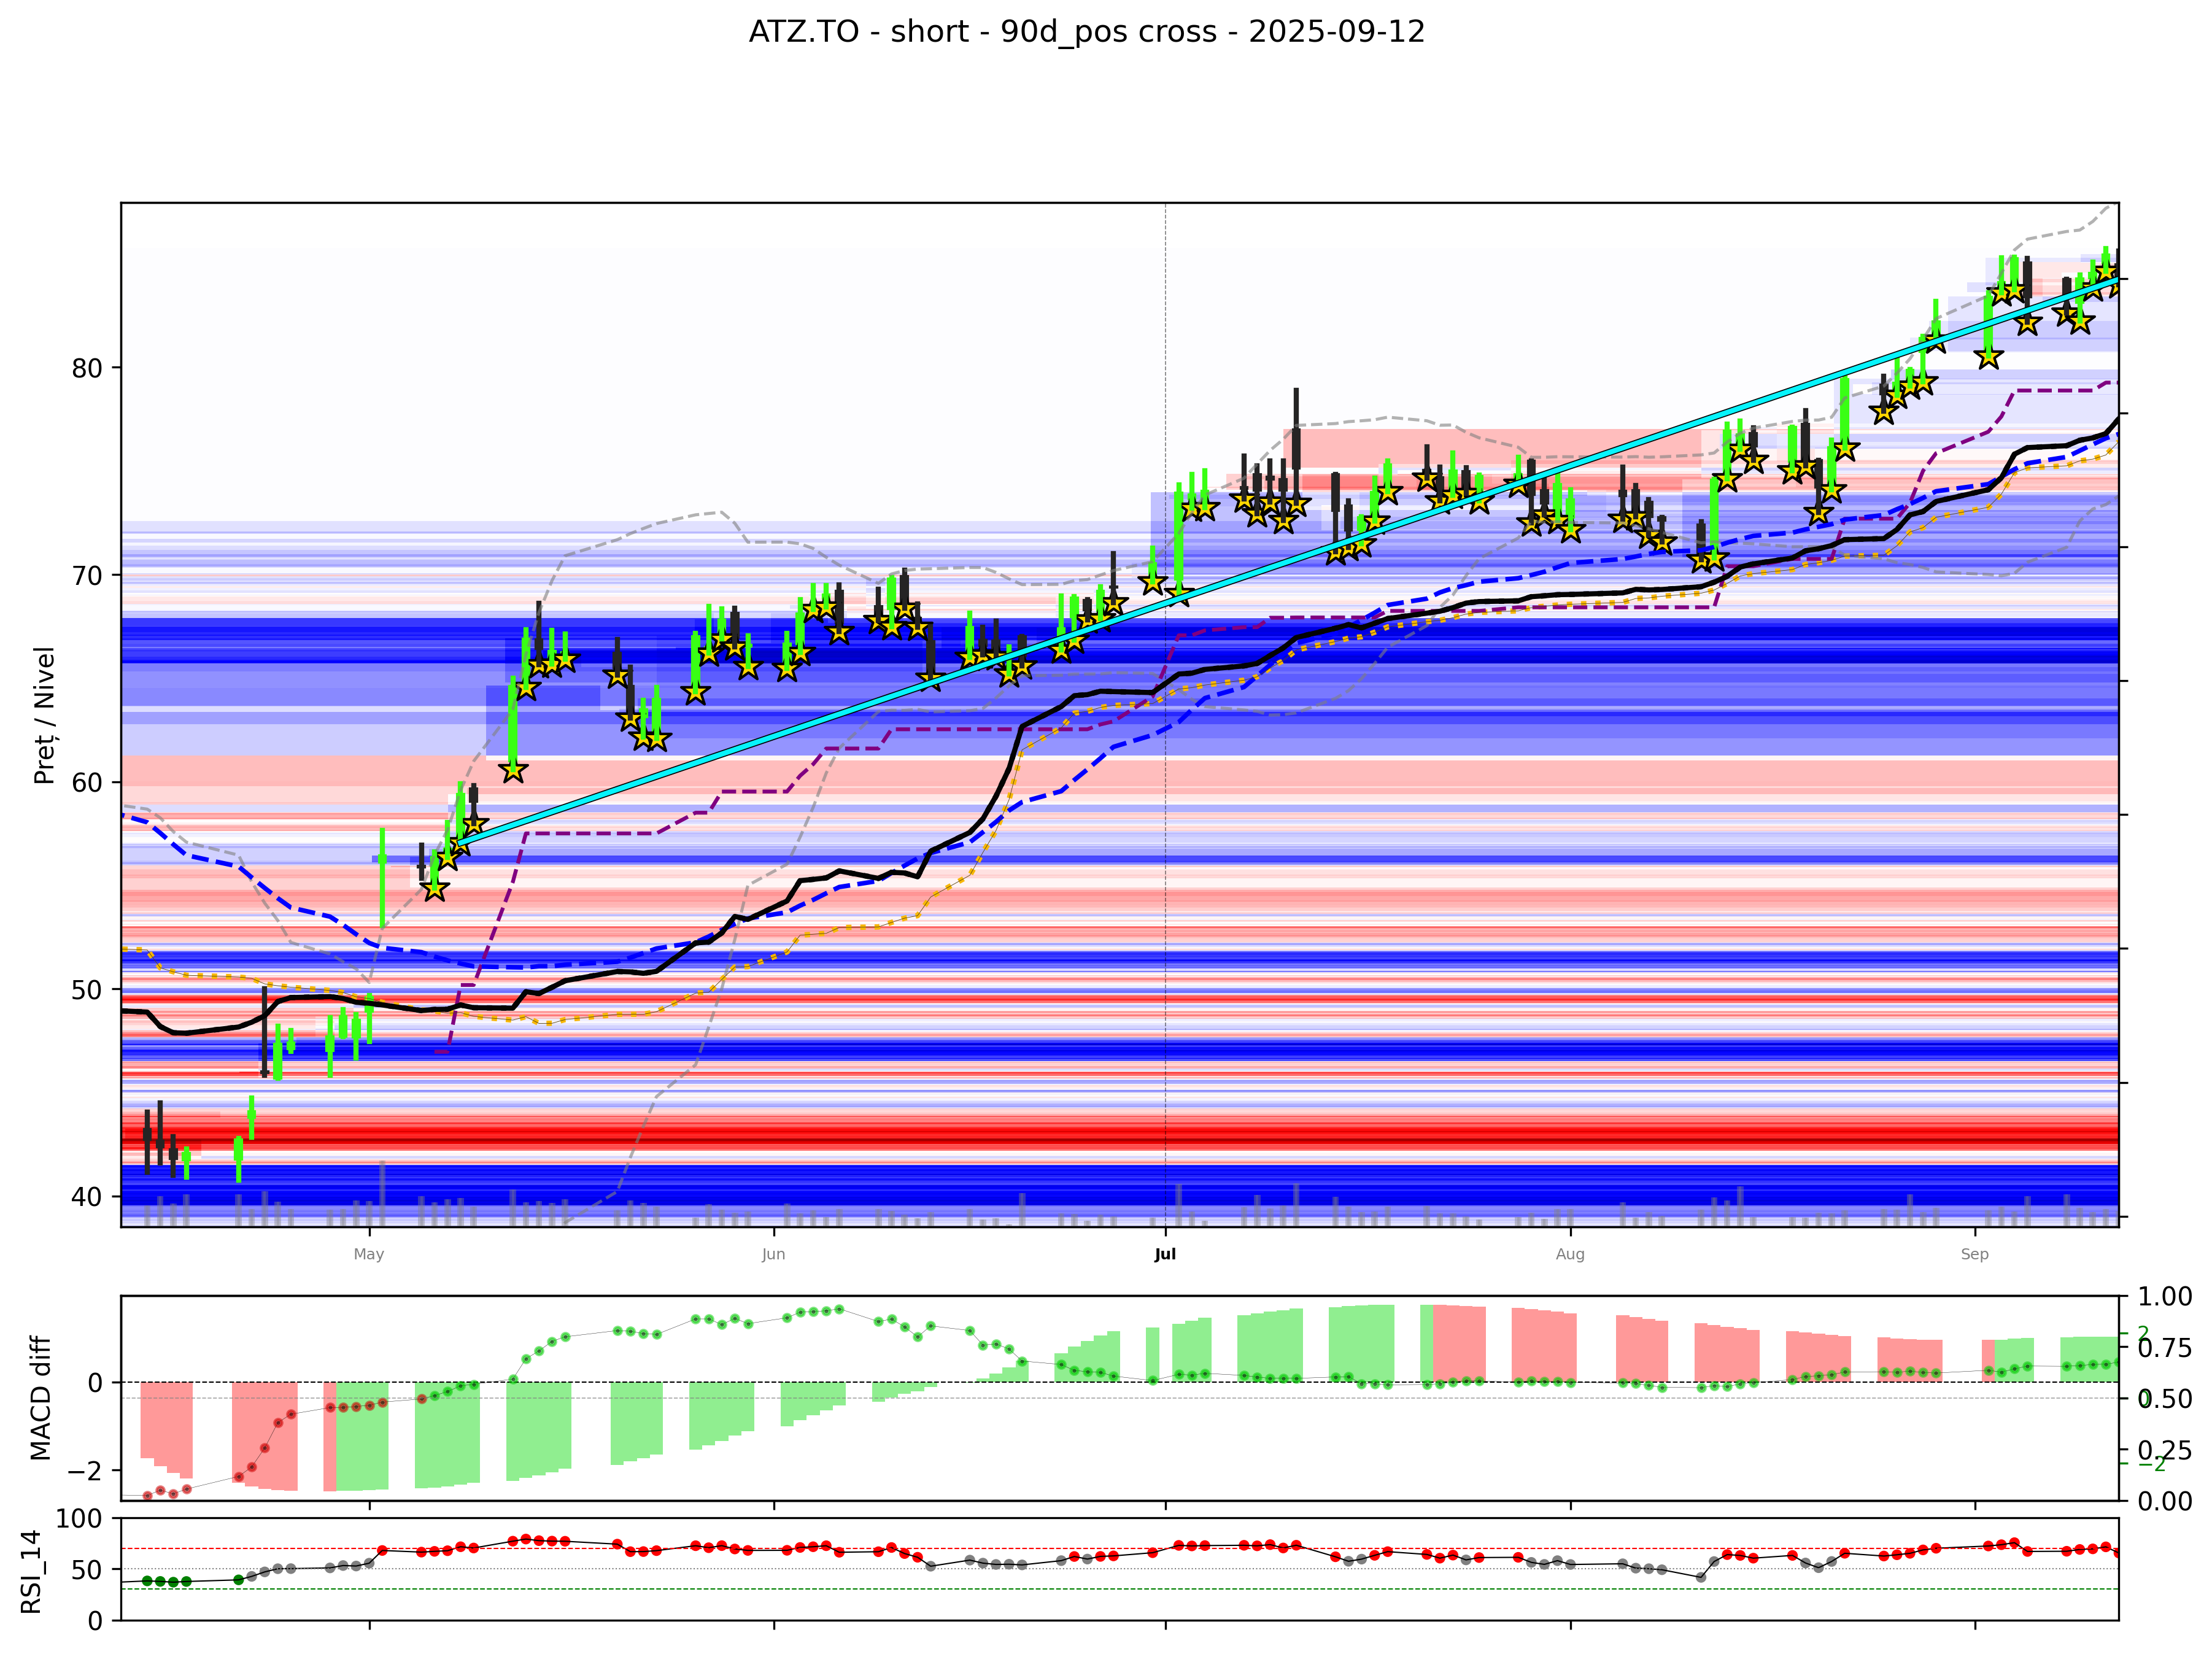 ATZ.TO - short - 90d_pos cross - 2025-09-12
Preț / Nivel
80
70
60
50
40
May
Jun
Jul
Aug
Sep
MACD diff
0
−2
1.00
0.75
0.50
0.25
0.00
2
−2
RSI_14
100
50
0